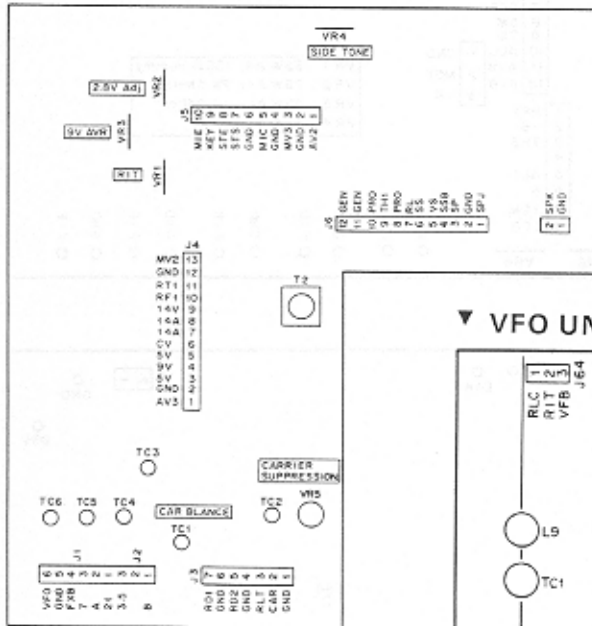 VR4
SIDE TONE
2.5V Adj
VR2
9V AVR
VR3
RIT
VR1
J5
10 9 8 7 6 5 4 3 2 1
MIE KEY STE STS GND MIC GND MV3 GND AV2
GEN GEN PRO TH1 PRO RL SS VS SSB SP GND SPJ
J6
12 11 10 9 8 7 6 5 4 3 2 1
SPK GND
2 1
J4
MV2 13
GND 12
RT1 11
RF1 10
14V 9
14A 8
14A 7
CV 6
5V 5
9V 4
5V 3
GND 2
AV3 1
T2
▼ VFO UN
1 2 3
J64
RLC RIT VFB
L9
TC1
TC3
CARRIER
SUPPRESSION
TC6 TC5 TC4
CAR BLANCE
TC1
TC2
VR5
J1 J2
6 5 4 3 2 1 3 2 1
VFO GND FXB 7 A 21 3.5 B
J3
7 6 5 4 3 2 1
RD1 GND RD2 GND RLT CAR GND